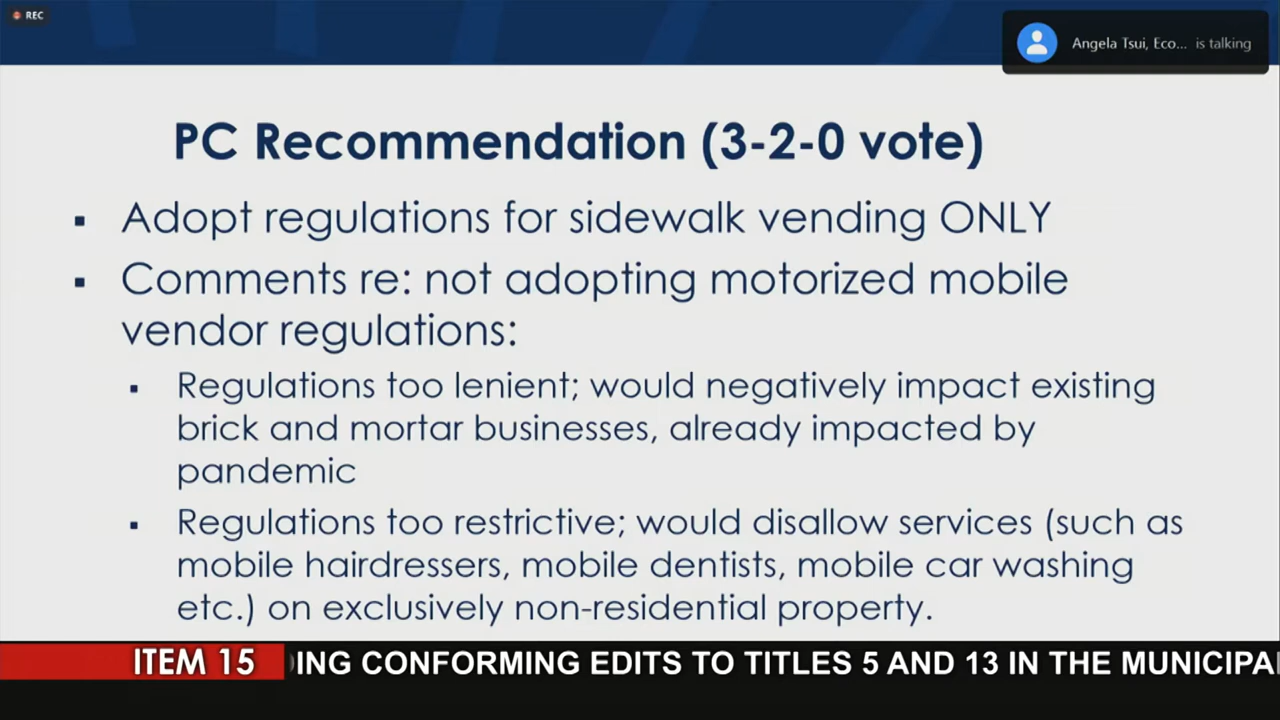 REC
Angela Tsui, Eco... is talking
PC Recommendation (3-2-0 vote)
Adopt regulations for sidewalk vending ONLY
Comments re: not adopting motorized mobile
vendor regulations:
Regulations too lenient; would negatively impact existing
brick and mortar businesses, already impacted by
pandemic
Regulations too restrictive; would disallow services (such as
mobile hairdressers, mobile dentists, mobile car washing
etc.) on exclusively non-residential property.
ITEM 15
ING CONFORMING EDITS TO TITLES 5 AND 13 IN THE MUNICIPA